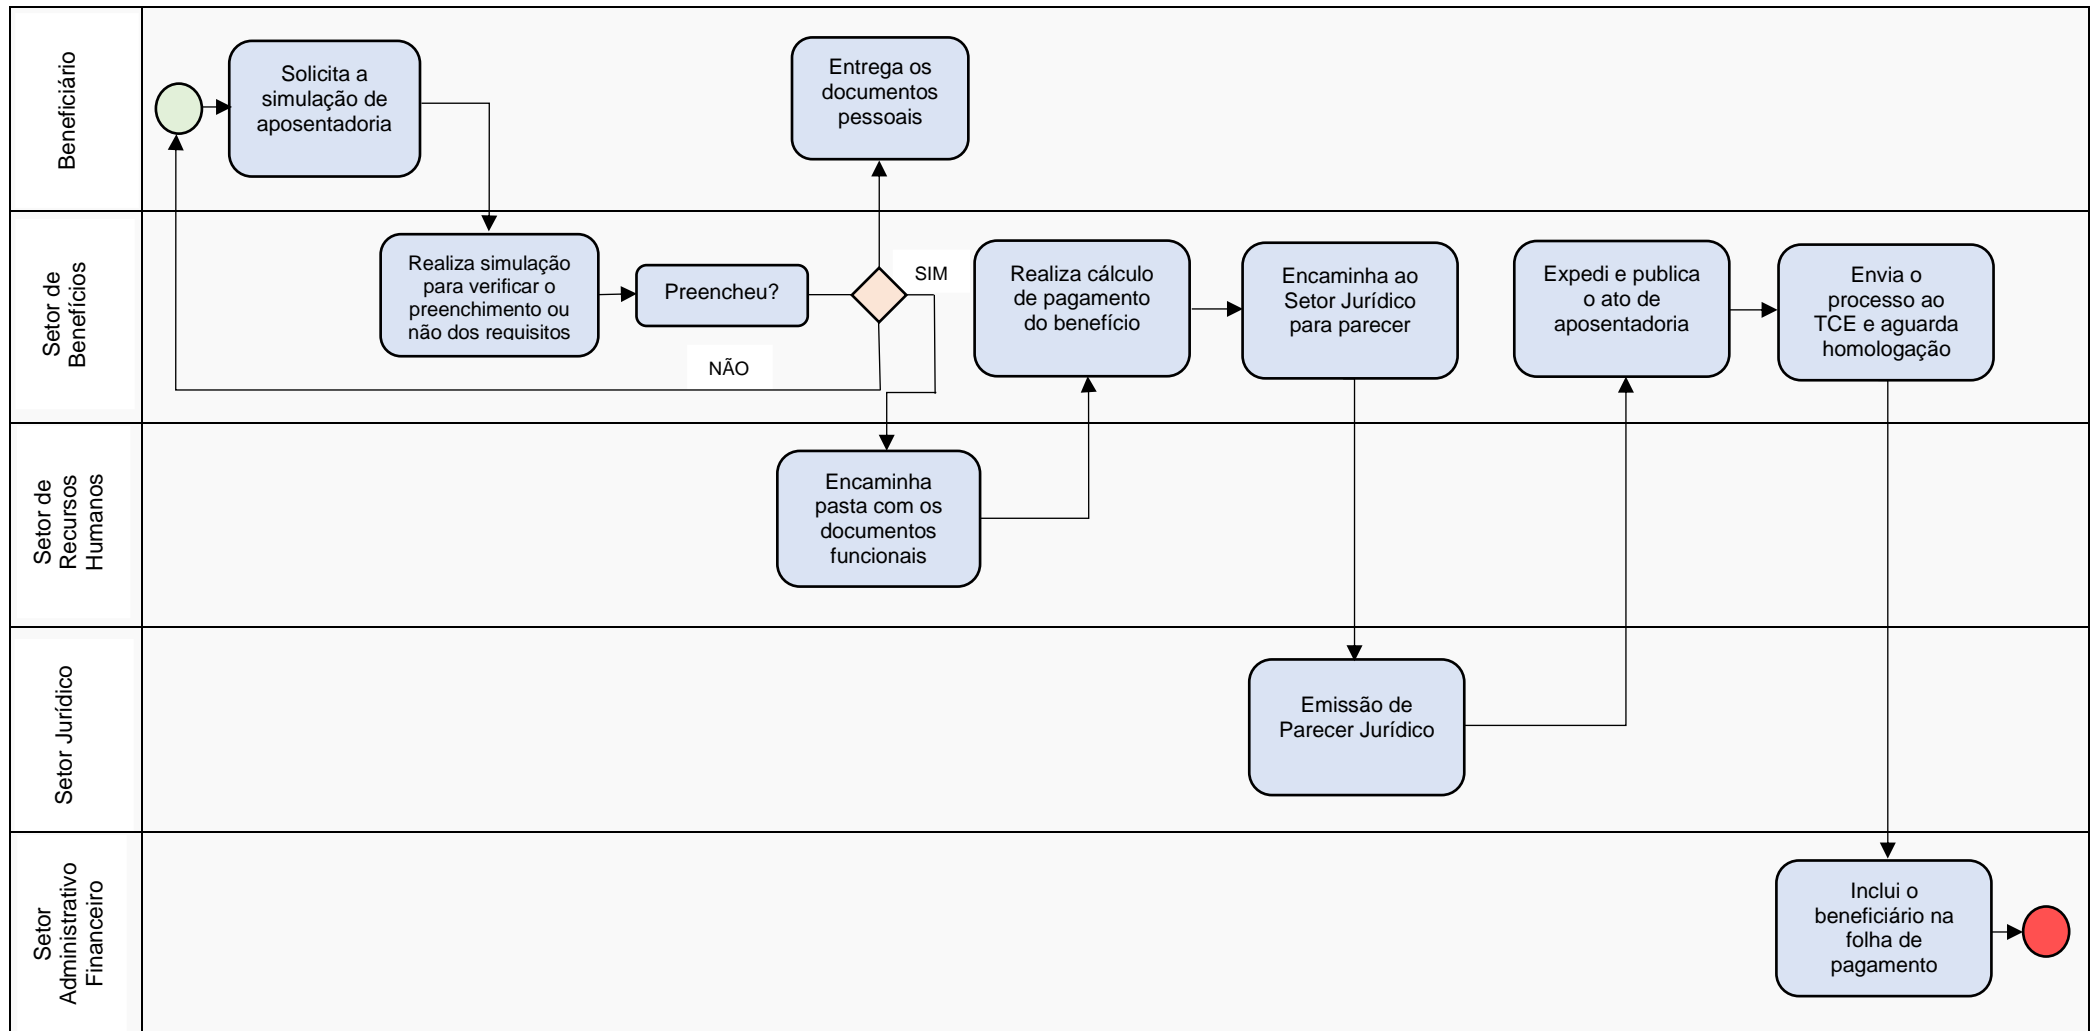 Beneficiário
Solicita a
simulação de
aposentadoria
Entrega os
documentos
pessoais
Setor de
Benefícios
Realiza simulação
para verificar o
preenchimento ou
não dos requisitos
Preencheu?
SIM
NÃO
Realiza cálculo
de pagamento
do benefício
Encaminha ao
Setor Jurídico
para parecer
Expedi e publica
o ato de
aposentadoria
Envia o
processo ao
TCE e aguarda
homologação
Setor de
Recursos
Humanos
Encaminha
pasta com os
documentos
funcionais
Setor Jurídico
Emissão de
Parecer Jurídico
Setor
Administrativo
Financeiro
Inclui o
beneficiário na
folha de
pagamento